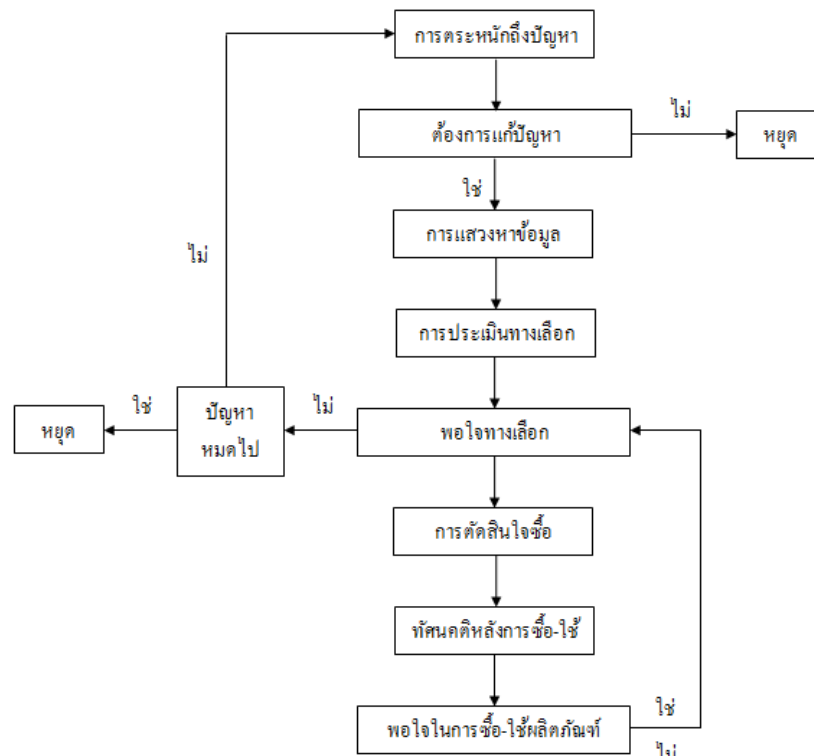 การตระหนักถึงปัญหา
ต้องการแก้ปัญหา
ไม่
หยุด
ใช่
การแสวงหาข้อมูล
ไม่
การประเมินทางเลือก
หยุด
ใช่
ปัญหา
หมดไป
ไม่
พอใจทางเลือก
การตัดสินใจซื้อ
ทัศนคติหลังการซื้อ-ใช้
พอใจในการซื้อ-ใช้ผลิตภัณฑ์
ใช่
ไม่